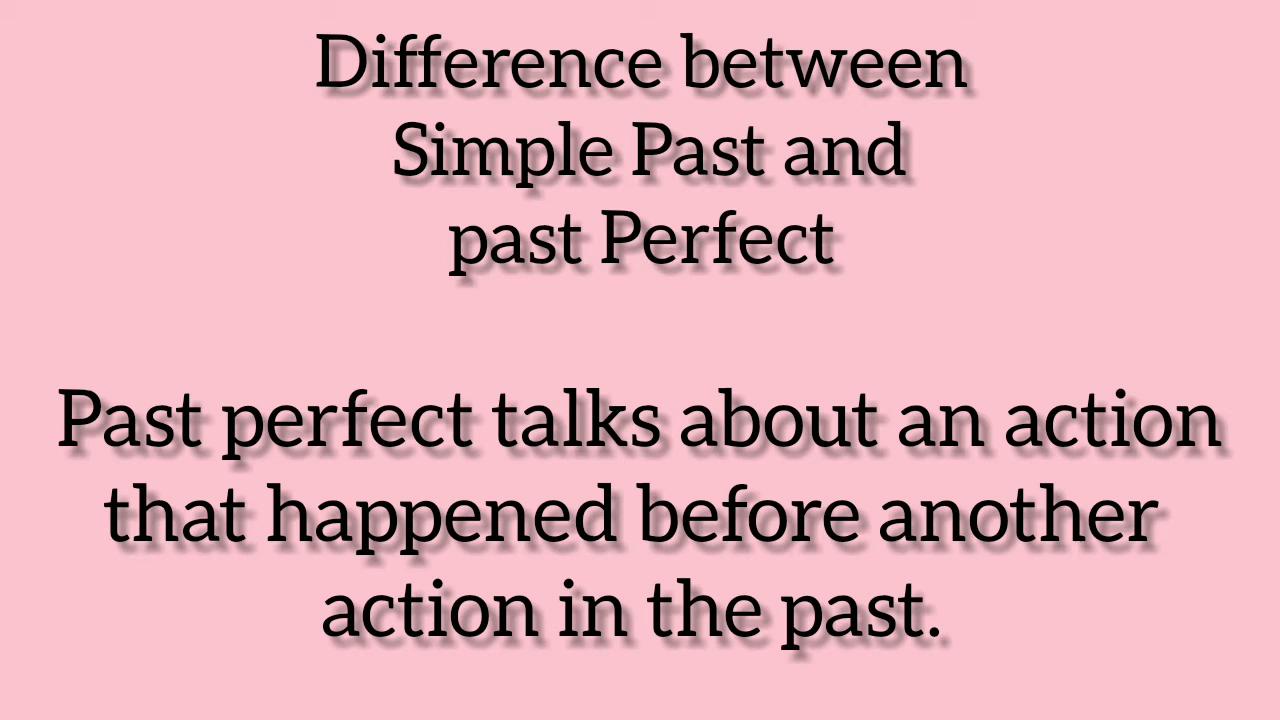 Difference between
Simple Past and
past Perfect
Past perfect talks about an action
that happened before another
action in the past.